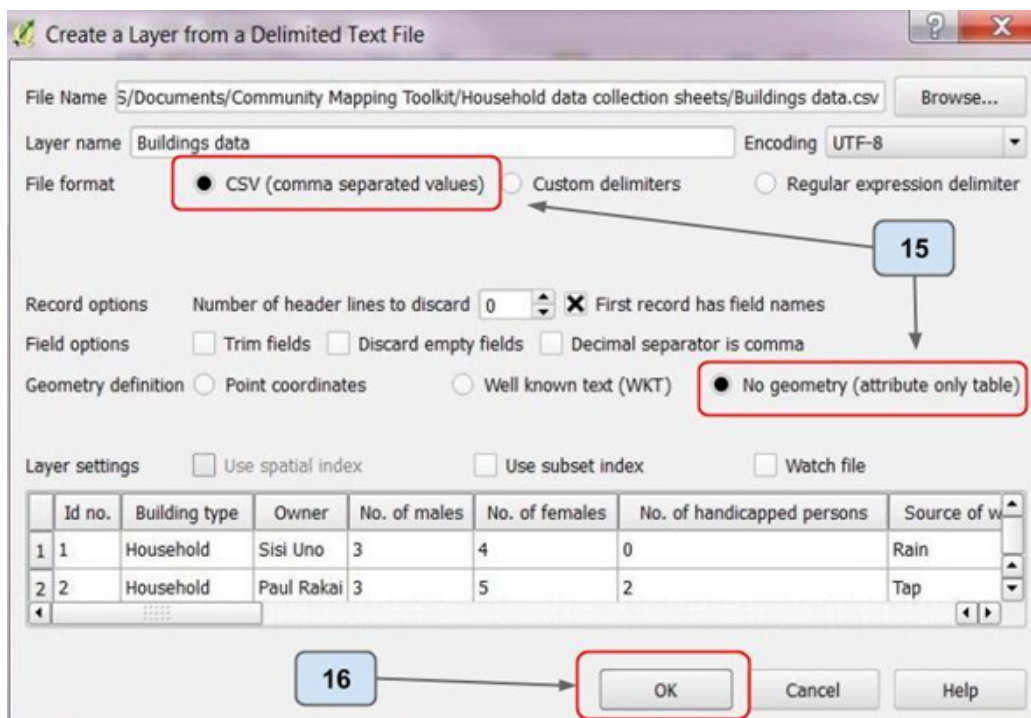 Create a Layer from a Delimited Text File
File Name S/Documents/Community Mapping Toolkit/Household data collection sheets/Buildings data.csv Browse...
Layer name Buildings data Encoding UTF-8
File format CSV (comma separated values) Custom delimiters Regular expression delimiter
15
Record options Number of header lines to discard 0 First record has field names
Field options Trim fields Discard empty fields Decimal separator is comma
Geometry definition Point coordinates Well known text (WKT) No geometry (attribute only table)
Layer settings Use spatial index Use subset index Watch file
Id no. Building type Owner No. of males No. of females No. of handicapped persons Source of w
1 1 Household Sisi Uno 3 4 0 Rain
2 2 Household Paul Rakai 3 5 2 Tap
16
OK Cancel Help